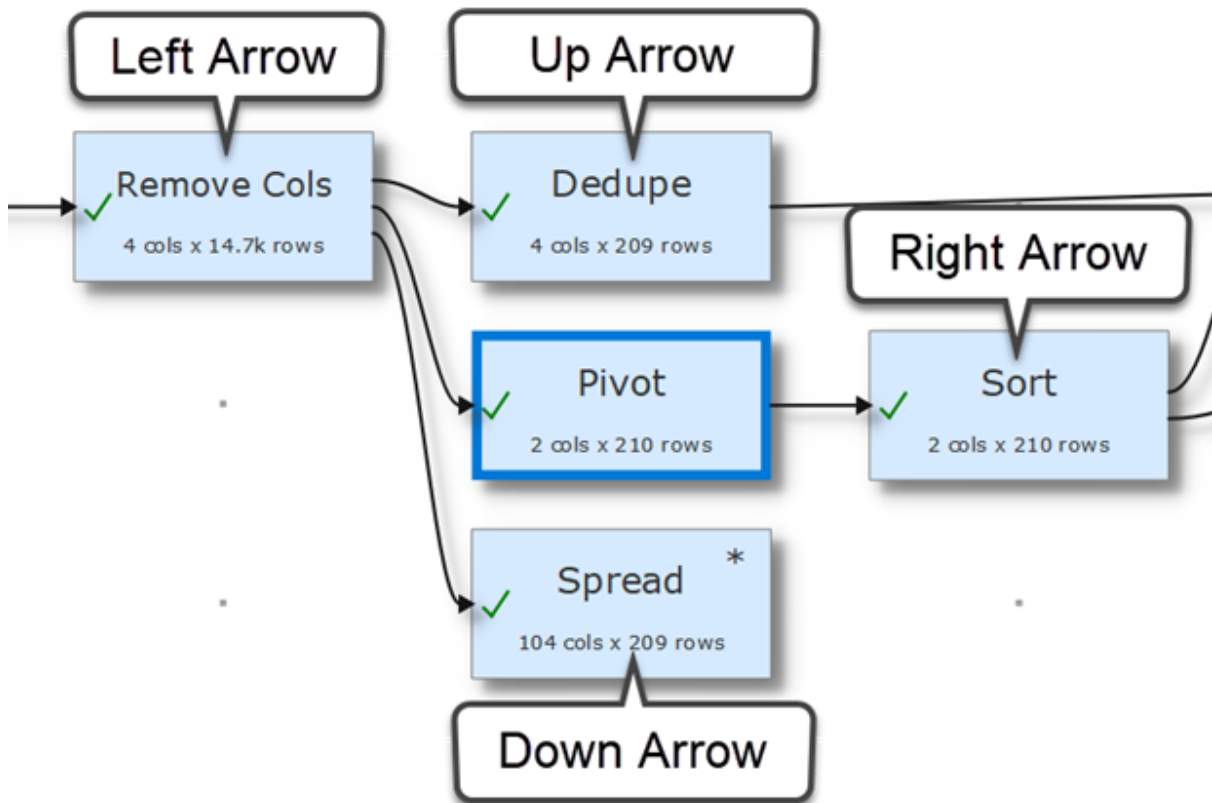 Left Arrow
Up Arrow
Remove Cols
4 cols x 14.7k rows
Dedupe
4 cols x 209 rows
Right Arrow
Pivot
2 cols x 210 rows
Sort
2 cols x 210 rows
Spread *
104 cols x 209 rows
Down Arrow